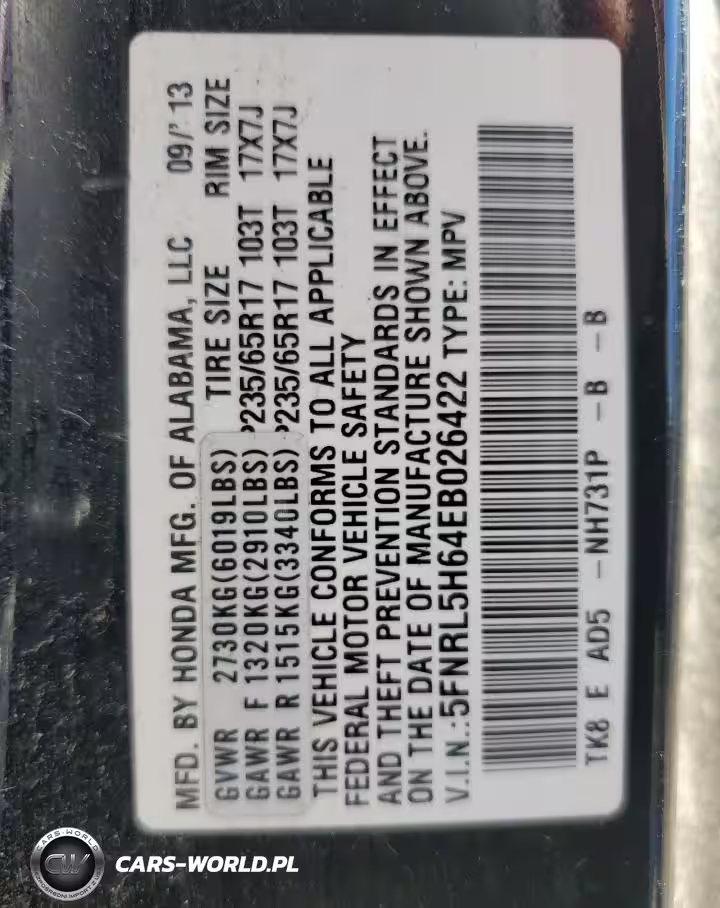 MFD. BY HONDA MFG. OF ALABAMA, LLC 09/'13
GVWR 2730KG(6019LBS) TIRE SIZE RIM SIZE
GAWR F 1320KG(2910LBS) P235/65R17 103T 17X7J
GAWR R 1515KG(3340LBS) P235/65R17 103T 17X7J
THIS VEHICLE CONFORMS TO ALL APPLICABLE
FEDERAL MOTOR VEHICLE SAFETY
AND THEFT PREVENTION STANDARDS IN EFFECT
ON THE DATE OF MANUFACTURE SHOWN ABOVE.
V.I.N.:5FNRL5H64EB026422 TYPE: MPV
TK8 E AD5 -NH731P -B -B
CARS-WORLD
CW
CARS-WORLD.PL